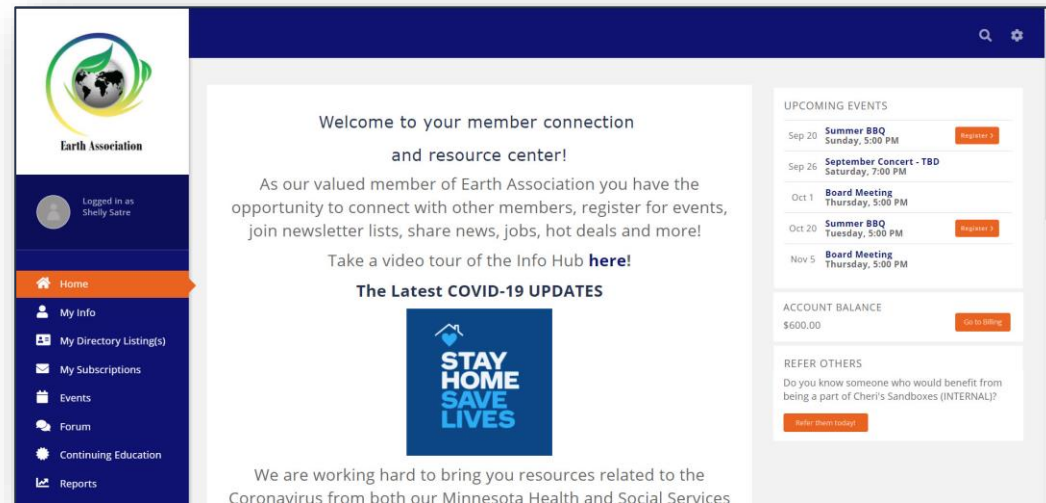 Earth Association
Logged in as
Shelly Satre
Home
My Info
My Directory Listing(s)
My Subscriptions
Events
Forum
Continuing Education
Reports
Welcome to your member connection
and resource center!
As our valued member of Earth Association you have the
opportunity to connect with other members, register for events,
join newsletter lists, share news, jobs, hot deals and more!
Take a video tour of the Info Hub here!
The Latest COVID-19 UPDATES
STAY
HOME
SAVE
LIVES
We are working hard to bring you resources related to the
Coronavirus from both our Minnesota Health and Social Services
UPCOMING EVENTS
Sep 20 Summer BBQ
Sunday, 5:00 PM
Register >
Sep 26 September Concert - TBD
Saturday, 7:00 PM
Oct 1 Board Meeting
Thursday, 5:00 PM
Oct 20 Summer BBQ
Tuesday, 5:00 PM
Register >
Nov 5 Board Meeting
Thursday, 5:00 PM
ACCOUNT BALANCE
$600.00
Go to Billing
REFER OTHERS
Do you know someone who would benefit from
being a part of Cheri's Sandboxes (INTERNAL)?
Refer them today!